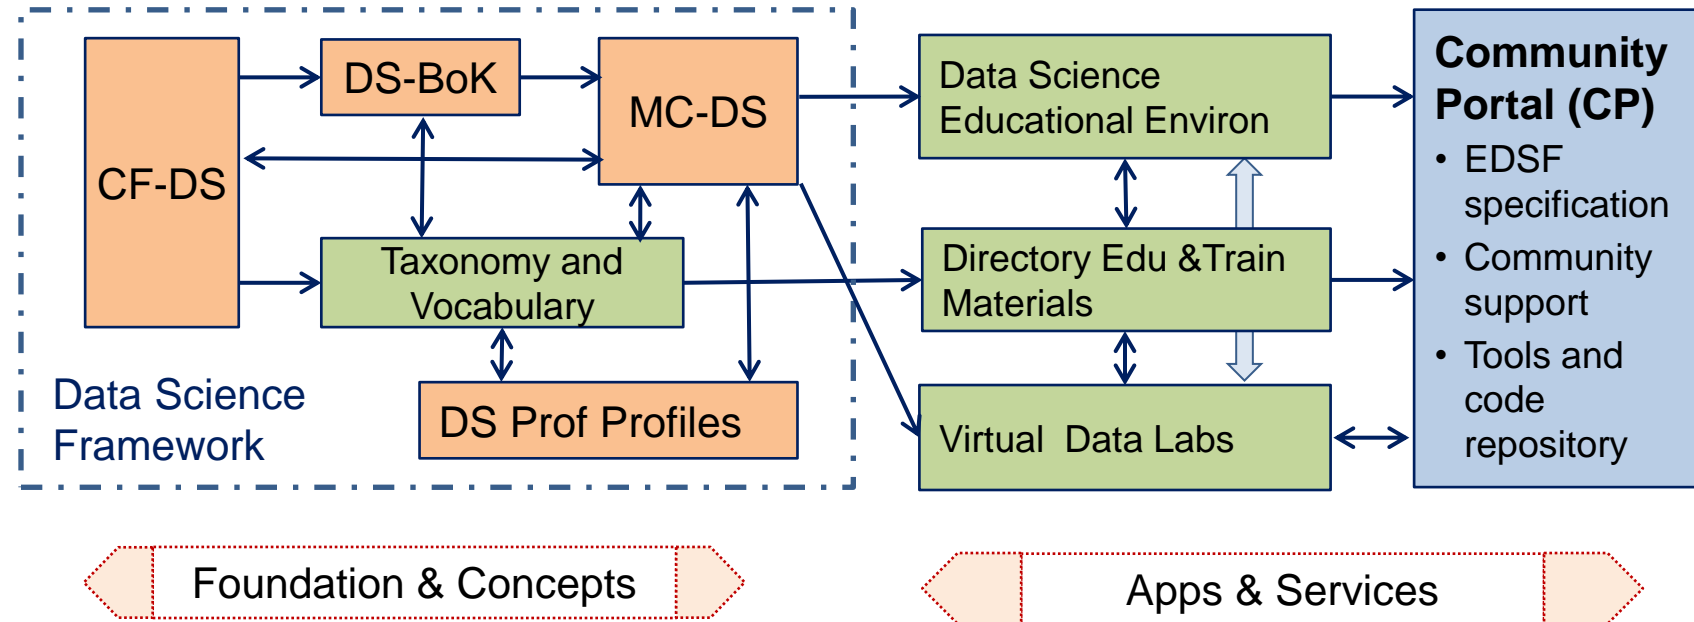 CF-DS
DS-BoK
MC-DS
Taxonomy and
Vocabulary
DS Prof Profiles
Data Science
Framework
Data Science
Educational Environ
Directory Edu &Train
Materials
Virtual Data Labs
Community
Portal (CP)
• EDSF
specification
• Community
support
• Tools and
code
repository
Foundation & Concepts
Apps & Services